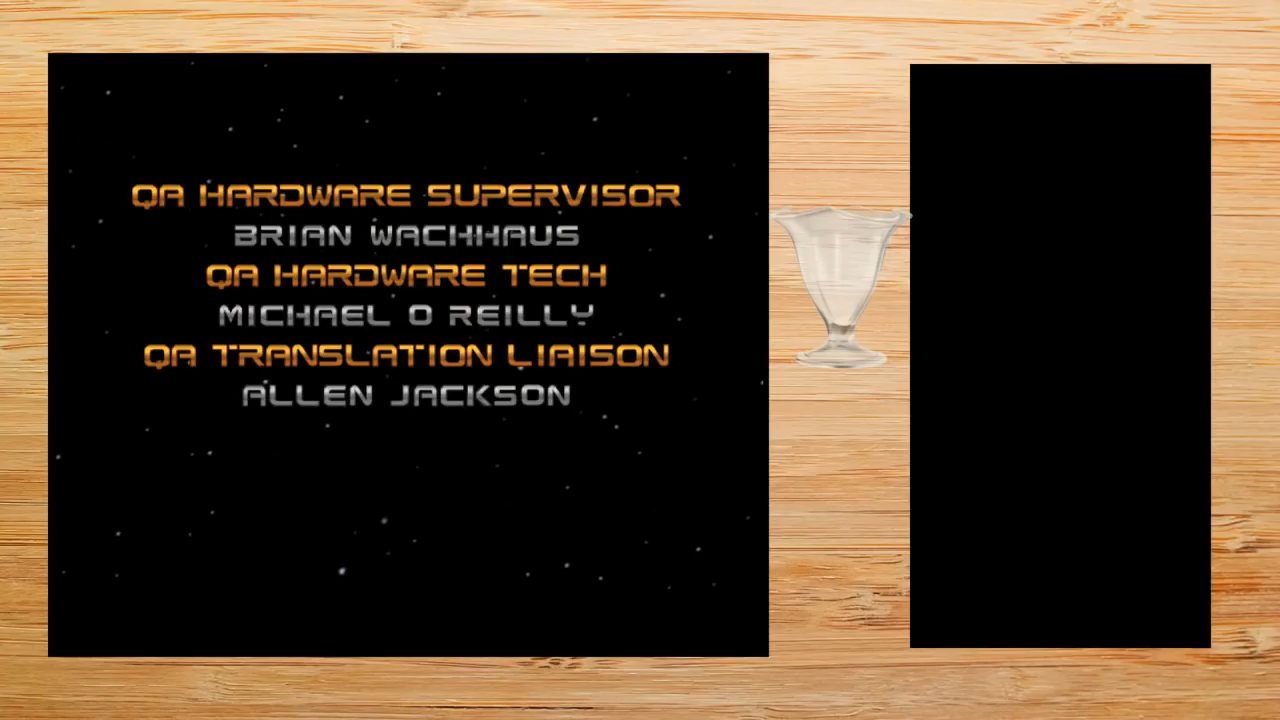 QA HARDWARE SUPERVISOR
BRIAN WACHHAUS
QA HARDWARE TECH
MICHAEL O REILLY
QA TRANSLATION LIAISON
ALLEN JACKSON